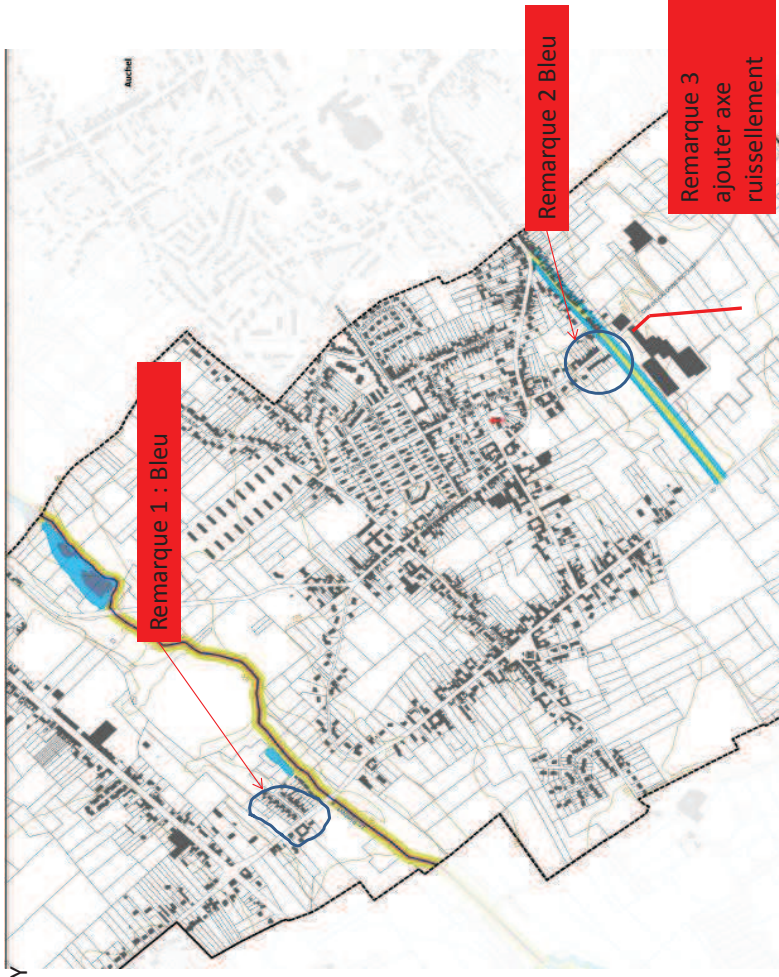 Auchel
Remarque 1 : Bleu
Remarque 2 Bleu
Remarque 3
ajouter axe
ruissellement
Y